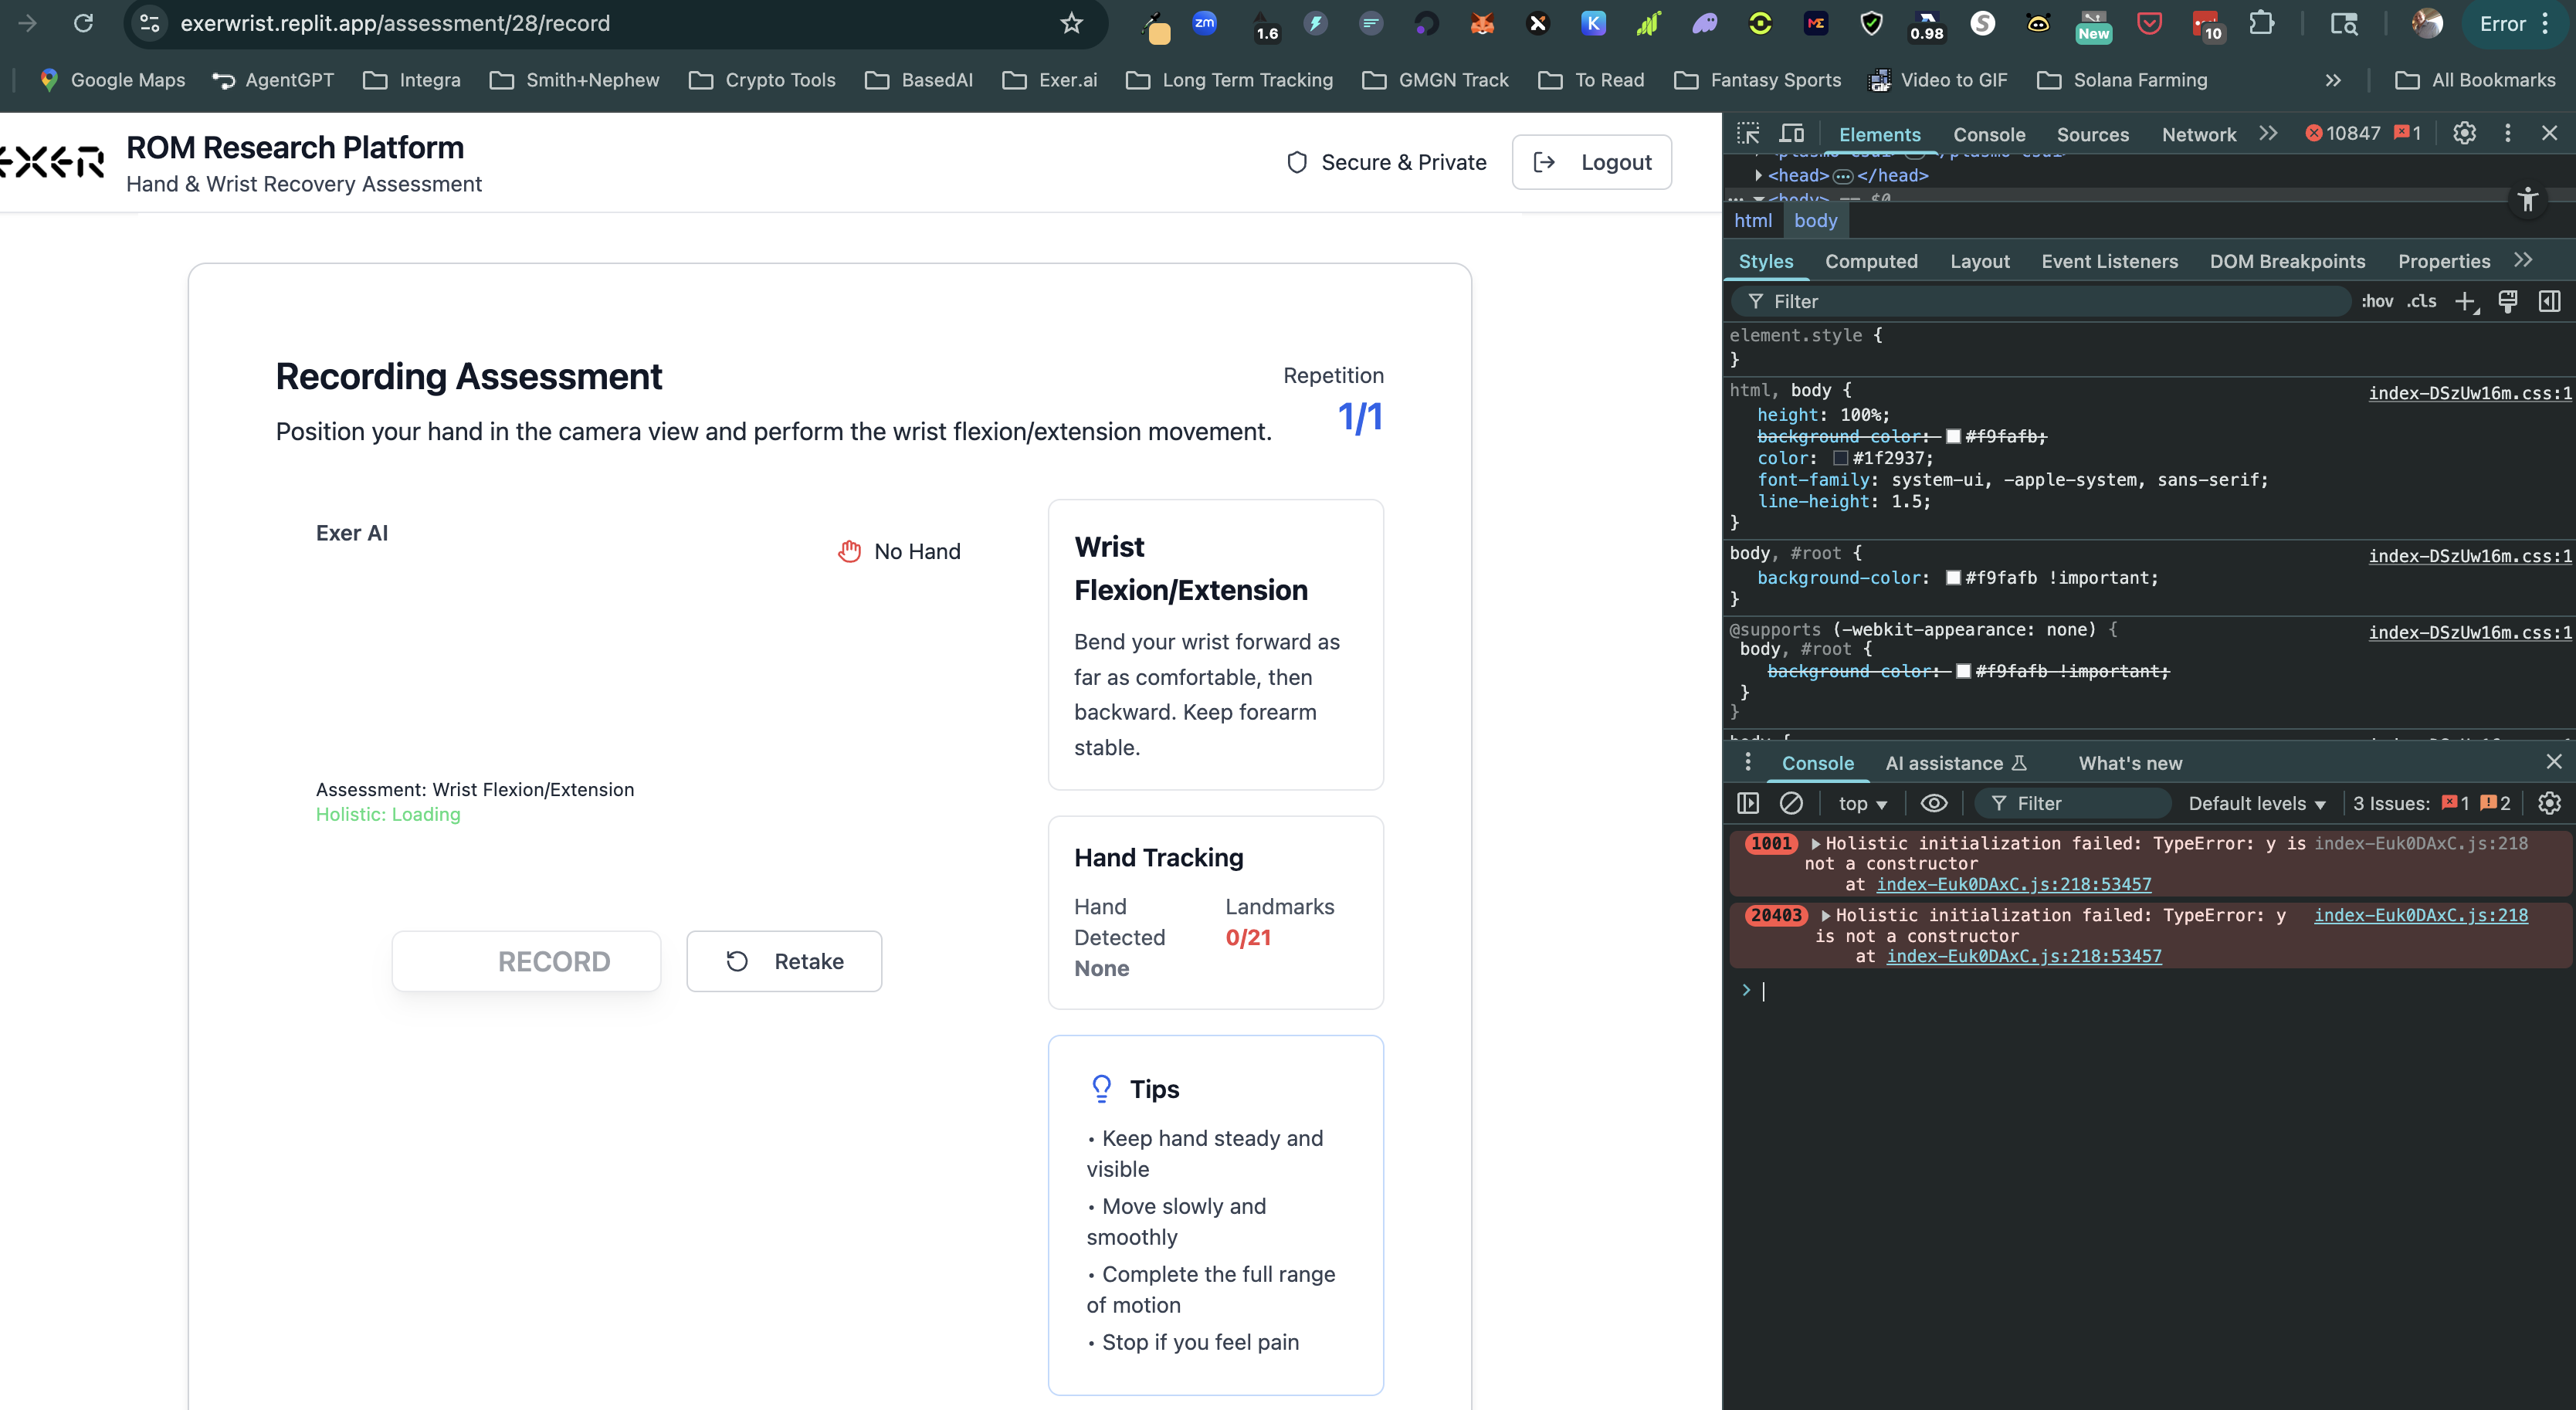 exerwrist.replit.app/assessment/28/record
zm
1.6
K
0.98
S
New
10
Error
Google Maps
AgentGPT
Integra
Smith+Nephew
Crypto Tools
BasedAI
Exer.ai
Long Term Tracking
GMGN Track
To Read
Fantasy Sports
Video to GIF
Solana Farming
All Bookmarks
EXER
ROM Research Platform
Hand & Wrist Recovery Assessment
Secure & Private
Logout
Recording Assessment
Position your hand in the camera view and perform the wrist flexion/extension movement.
Repetition
1/1
Exer AI
No Hand
Assessment: Wrist Flexion/Extension
Holistic: Loading
RECORD
Retake
Wrist
Flexion/Extension
Bend your wrist forward as
far as comfortable, then
backward. Keep forearm
stable.
Hand Tracking
Hand
Detected
None
Landmarks
0/21
Tips
• Keep hand steady and
visible
• Move slowly and
smoothly
• Complete the full range
of motion
• Stop if you feel pain
Elements
Console
Sources
Network
10847
1
<head> ··· </head>
<body> == $0
html
body
Styles
Computed
Layout
Event Listeners
DOM Breakpoints
Properties
Filter
:hov
.cls
element.style {
}
html, body {
index-DSzUw16m.css:1
height: 100%;
background-color: #f9fafb;
color: #1f2937;
font-family: system-ui, -apple-system, sans-serif;
line-height: 1.5;
}
body, #root {
index-DSzUw16m.css:1
background-color: #f9fafb !important;
}
@supports (-webkit-appearance: none) {
index-DSzUw16m.css:1
body, #root {
background-color: #f9fafb !important;
}
}
Console
AI assistance
What's new
top
Filter
Default levels
3 Issues:
1
2
1001
Holistic initialization failed: TypeError: y is
index-Euk0DAxC.js:218
not a constructor
at index-Euk0DAxC.js:218:53457
20403
Holistic initialization failed: TypeError: y
index-Euk0DAxC.js:218
is not a constructor
at index-Euk0DAxC.js:218:53457